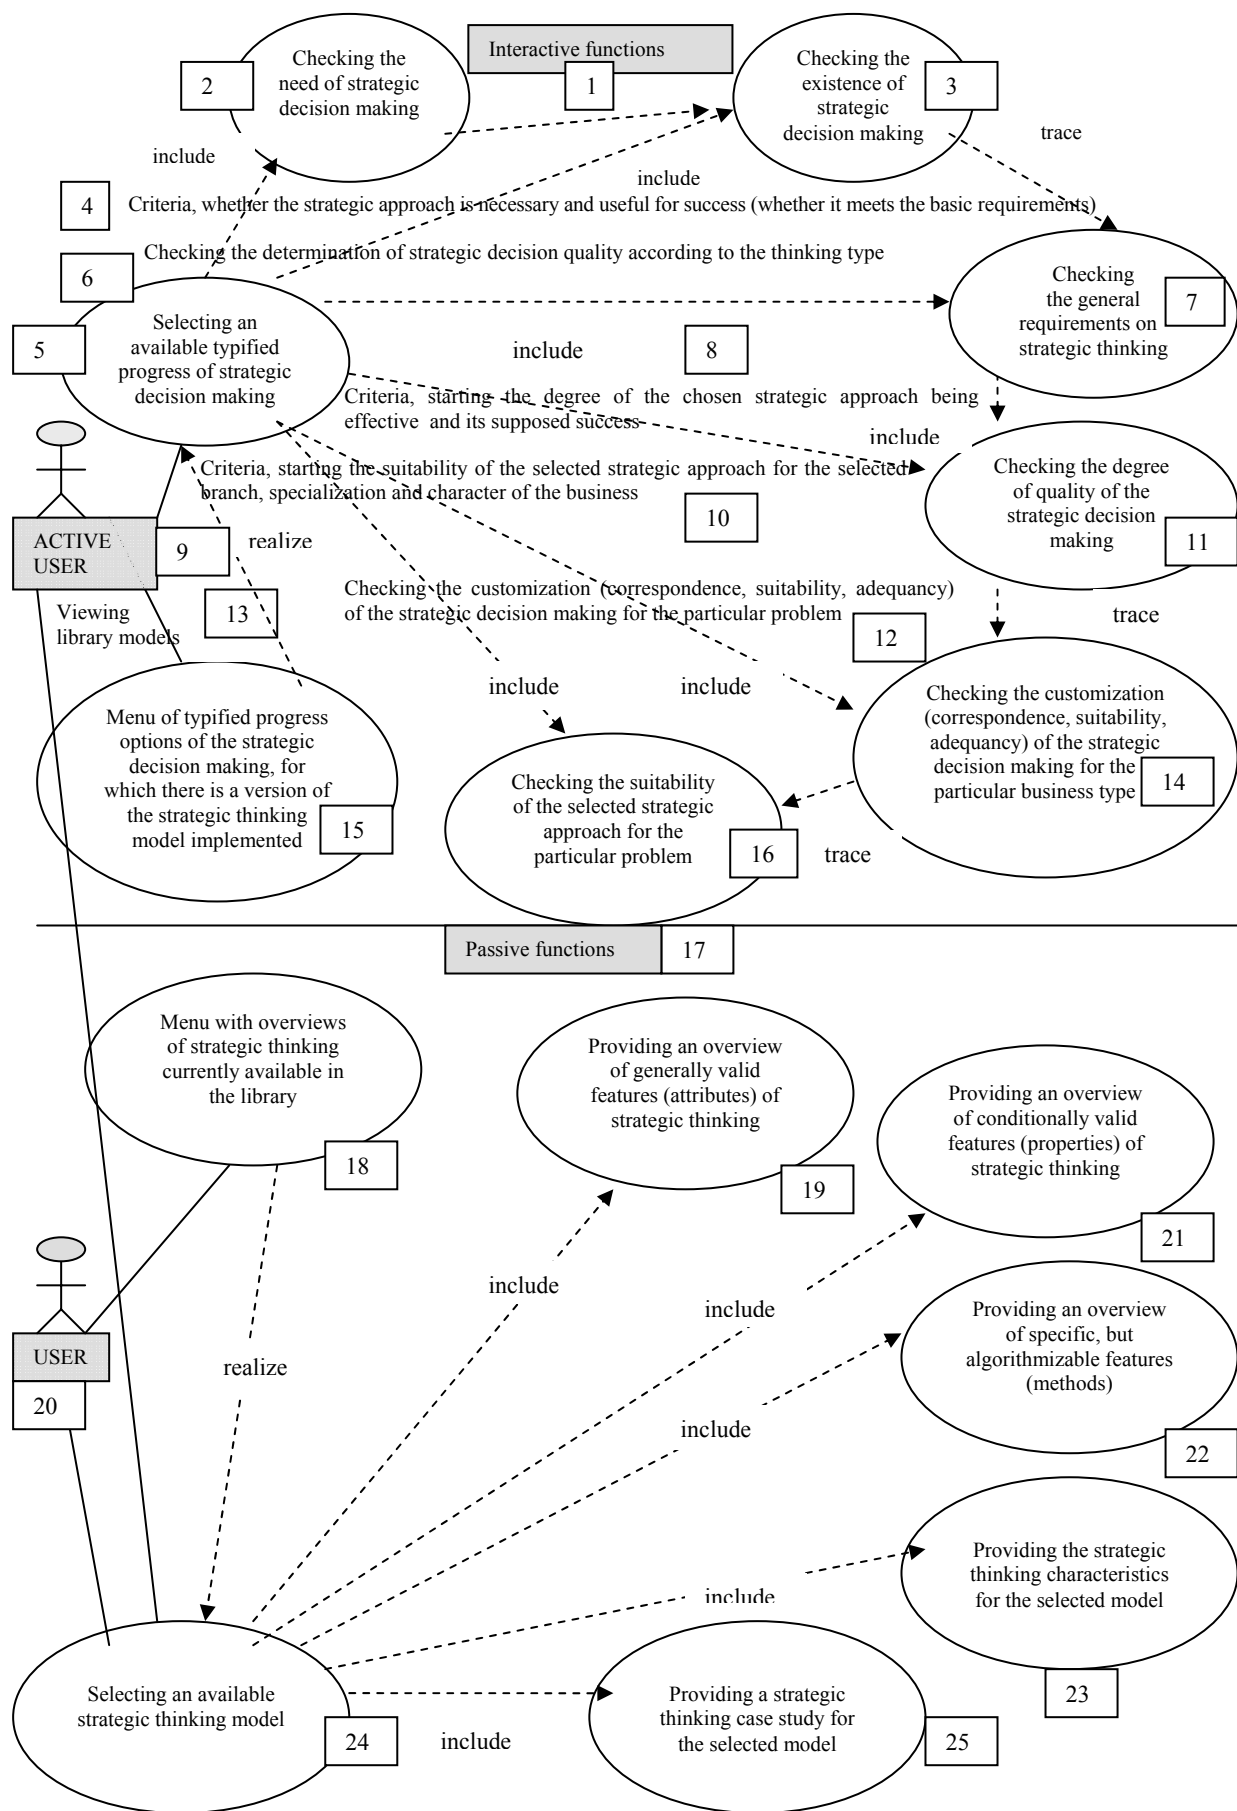 Interactive functions
1
Checking the
need of strategic
decision making
2
Checking the
existence of
strategic
decision making
3
trace
include
include
4
Criteria, whether the strategic approach is necessary and useful for success (whether it meets the basic requirements)
Checking the determination of strategic decision quality according to the thinking type
6
5
Selecting an
available typified
progress of strategic
decision making
Checking
the general
requirements on
strategic thinking
7
include
8
Criteria, starting the degree of the chosen strategic approach being
effective and its supposed success
include
Criteria, starting the suitability of the selected strategic approach for the selected
branch, specialization and character of the business
10
Checking the degree
of quality of the
strategic decision
making
11
ACTIVE
USER
9
realize
Viewing
library models
13
Checking the customization (correspondence, suitability, adequancy)
of the strategic decision making for the particular problem
12
trace
include
include
Menu of typified progress
options of the strategic
decision making, for
which there is a version of
the strategic thinking
model implemented
15
Checking the suitability
of the selected strategic
approach for the
particular problem
16
trace
Checking the customization
(correspondence, suitability,
adequancy) of the strategic
decision making for the
particular business type
14
Passive functions
17
Menu with overviews
of strategic thinking
currently available in
the library
18
Providing an overview
of generally valid
features (attributes) of
strategic thinking
19
Providing an overview
of conditionally valid
features (properties) of
strategic thinking
21
include
include
USER
20
realize
Providing an overview
of specific, but
algorithmizable features
(methods)
22
include
Providing the strategic
thinking characteristics
for the selected model
23
include
Selecting an available
strategic thinking model
24
include
Providing a strategic
thinking case study for
the selected model
25